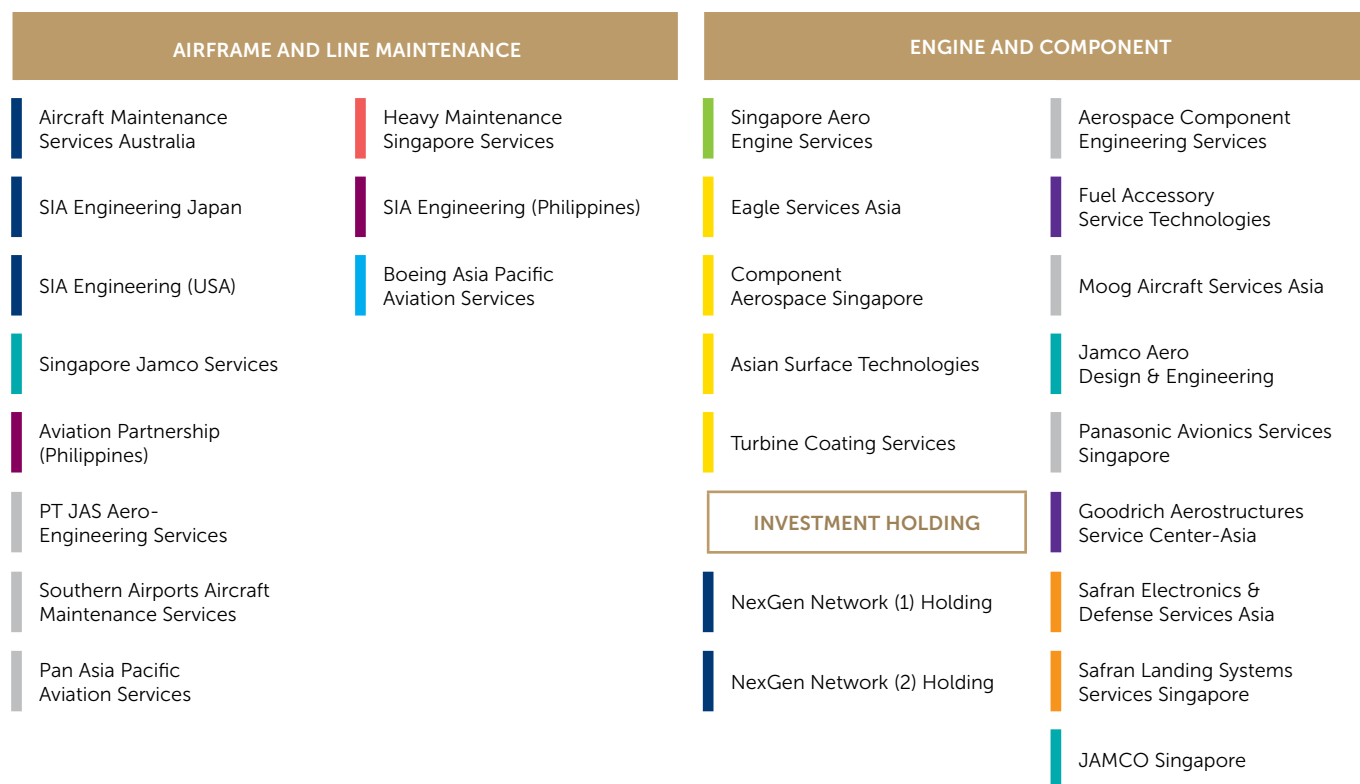 AIRFRAME AND LINE MAINTENANCE
Aircraft Maintenance
Services Australia
SIA Engineering Japan
SIA Engineering (USA)
Singapore Jamco Services
Aviation Partnership
(Philippines)
PT JAS Aero-
Engineering Services
Southern Airports Aircraft
Maintenance Services
Pan Asia Pacific
Aviation Services
Heavy Maintenance
Singapore Services
SIA Engineering (Philippines)
Boeing Asia Pacific
Aviation Services
ENGINE AND COMPONENT
Singapore Aero
Engine Services
Eagle Services Asia
Component
Aerospace Singapore
Asian Surface Technologies
Turbine Coating Services
INVESTMENT HOLDING
NexGen Network (1) Holding
NexGen Network (2) Holding
Aerospace Component
Engineering Services
Fuel Accessory
Service Technologies
Moog Aircraft Services Asia
Jamco Aero
Design & Engineering
Panasonic Avionics Services
Singapore
Goodrich Aerostructures
Service Center-Asia
Safran Electronics &
Defense Services Asia
Safran Landing Systems
Services Singapore
JAMCO Singapore